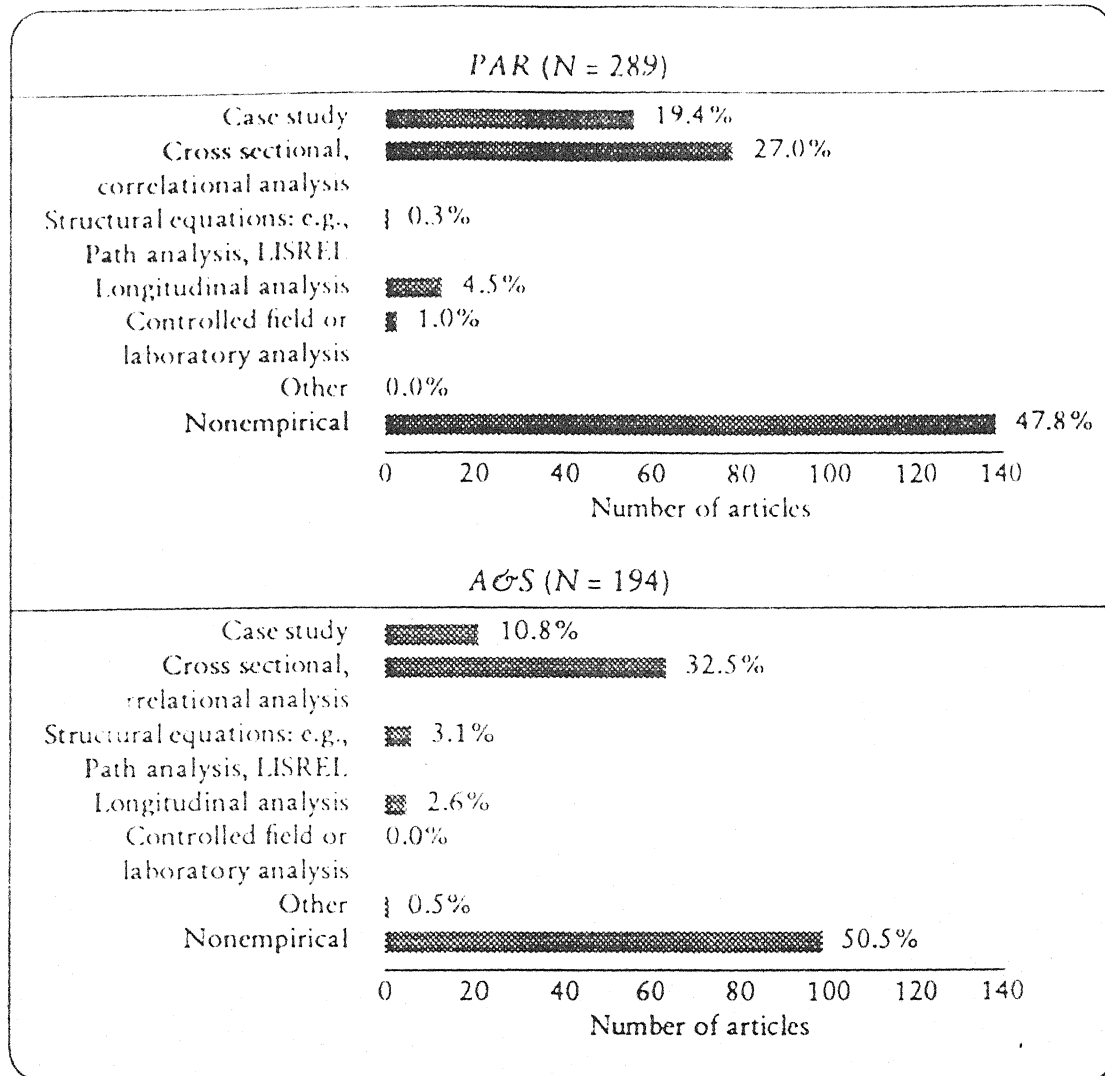 PAR (N = 289)
Case study 19.4%
Cross sectional, 27.0%
correlational analysis
Structural equations: e.g., 0.3%
Path analysis, LISREL
Longitudinal analysis 4.5%
Controlled field or 1.0%
laboratory analysis
Other 0.0%
Nonempirical 47.8%
0 20 40 60 80 100 120 140
Number of articles
A&S (N = 194)
Case study 10.8%
Cross sectional, 32.5%
rrelational analysis
Structural equations: e.g., 3.1%
Path analysis, LISREL
Longitudinal analysis 2.6%
Controlled field or 0.0%
laboratory analysis
Other 0.5%
Nonempirical 50.5%
0 20 40 60 80 100 120 140
Number of articles